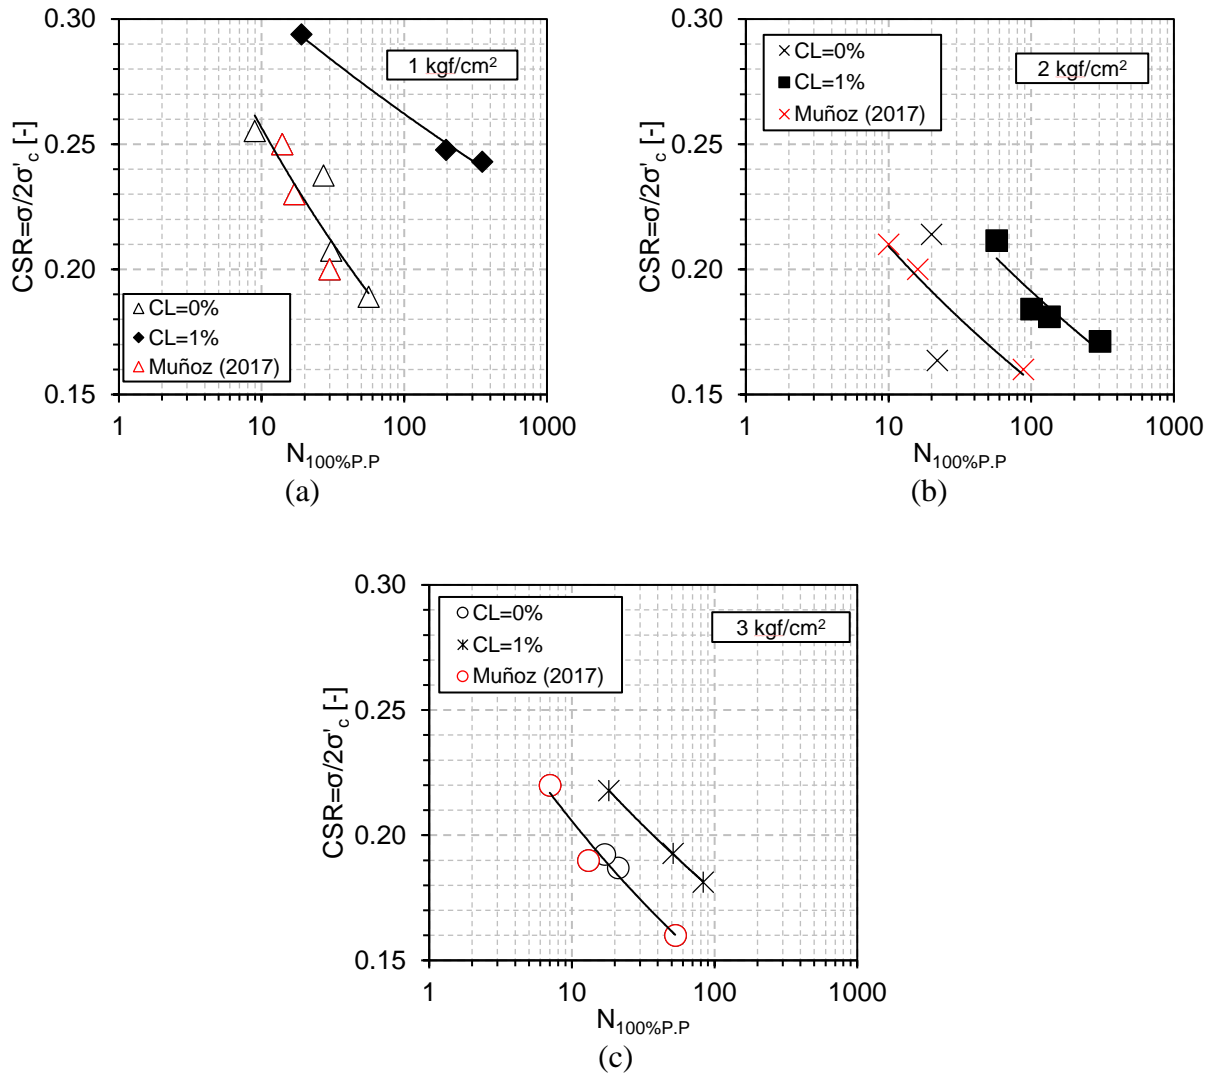 0.30
0.25
0.20
0.15
CSR=σ/2σ'c [-]
1 kgf/cm²
CL=0%
CL=1%
Muñoz (2017)
1 10 100 1000
N100%P.P
(a)
0.30
0.25
0.20
0.15
CSR=σ/2σ'c [-]
CL=0%
CL=1%
Muñoz (2017)
2 kgf/cm²
1 10 100 1000
N100%P.P
(b)
0.30
0.25
0.20
0.15
CSR=σ/2σ'c [-]
CL=0%
CL=1%
Muñoz (2017)
3 kgf/cm²
1 10 100 1000
N100%P.P
(c)